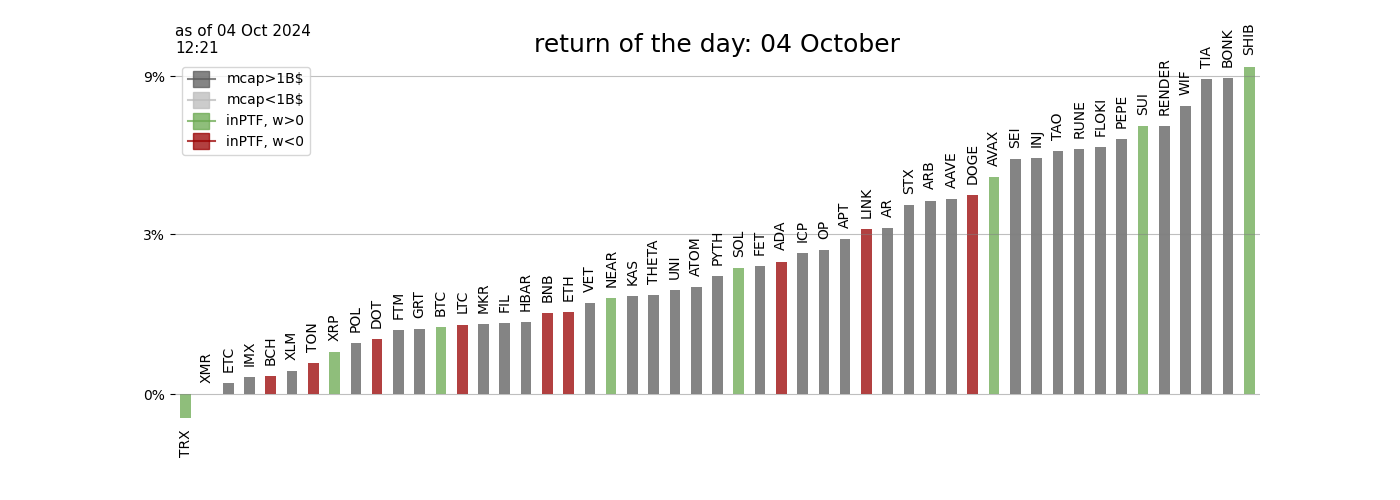 as of 04 Oct 2024
12:21
return of the day: 04 October
mcap>1B$
mcap<1B$
inPTF, w>0
inPTF, w<0
9%
3%
0%
TRX
XMR
ETC
IMX
BCH
XLM
TON
XRP
POL
DOT
FTM
GRT
BTC
LTC
MKR
FIL
HBAR
BNB
ETH
VET
NEAR
KAS
THETA
UNI
ATOM
PYTH
SOL
FET
ADA
ICP
OP
APT
LINK
AR
STX
ARB
AAVE
DOGE
AVAX
SEI
INJ
TAO
RUNE
FLOKI
PEPE
SUI
RENDER
WIF
TIA
BONK
SHIB